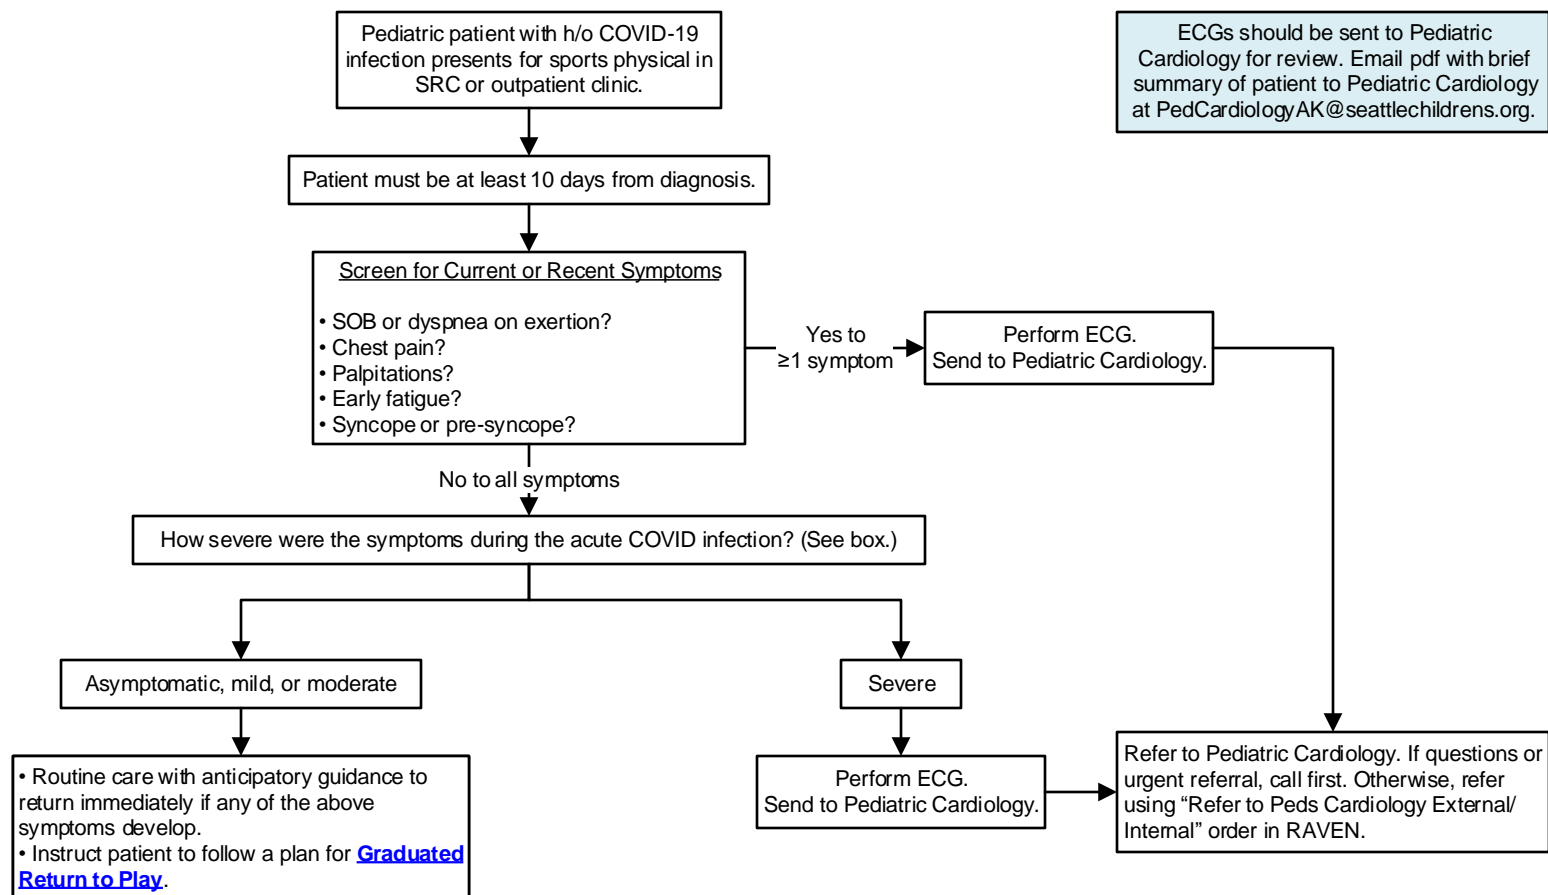 Pediatric patient with h/o COVID-19
infection presents for sports physical in
SRC or outpatient clinic.
ECGs should be sent to Pediatric
Cardiology for review. Email pdf with brief
summary of patient to Pediatric Cardiology
at PedCardiologyAK@seattlechildrens.org.
Patient must be at least 10 days from diagnosis.
Screen for Current or Recent Symptoms
• SOB or dyspnea on exertion?
• Chest pain?
• Palpitations?
• Early fatigue?
• Syncope or pre-syncope?
Yes to
≥1 symptom
Perform ECG.
Send to Pediatric Cardiology.
No to all symptoms
How severe were the symptoms during the acute COVID infection? (See box.)
Asymptomatic, mild, or moderate
Severe
• Routine care with anticipatory guidance to
return immediately if any of the above
symptoms develop.
• Instruct patient to follow a plan for Graduated
Return to Play.
Perform ECG.
Send to Pediatric Cardiology.
Refer to Pediatric Cardiology. If questions or
urgent referral, call first. Otherwise, refer
using “Refer to Peds Cardiology External/
Internal” order in RAVEN.